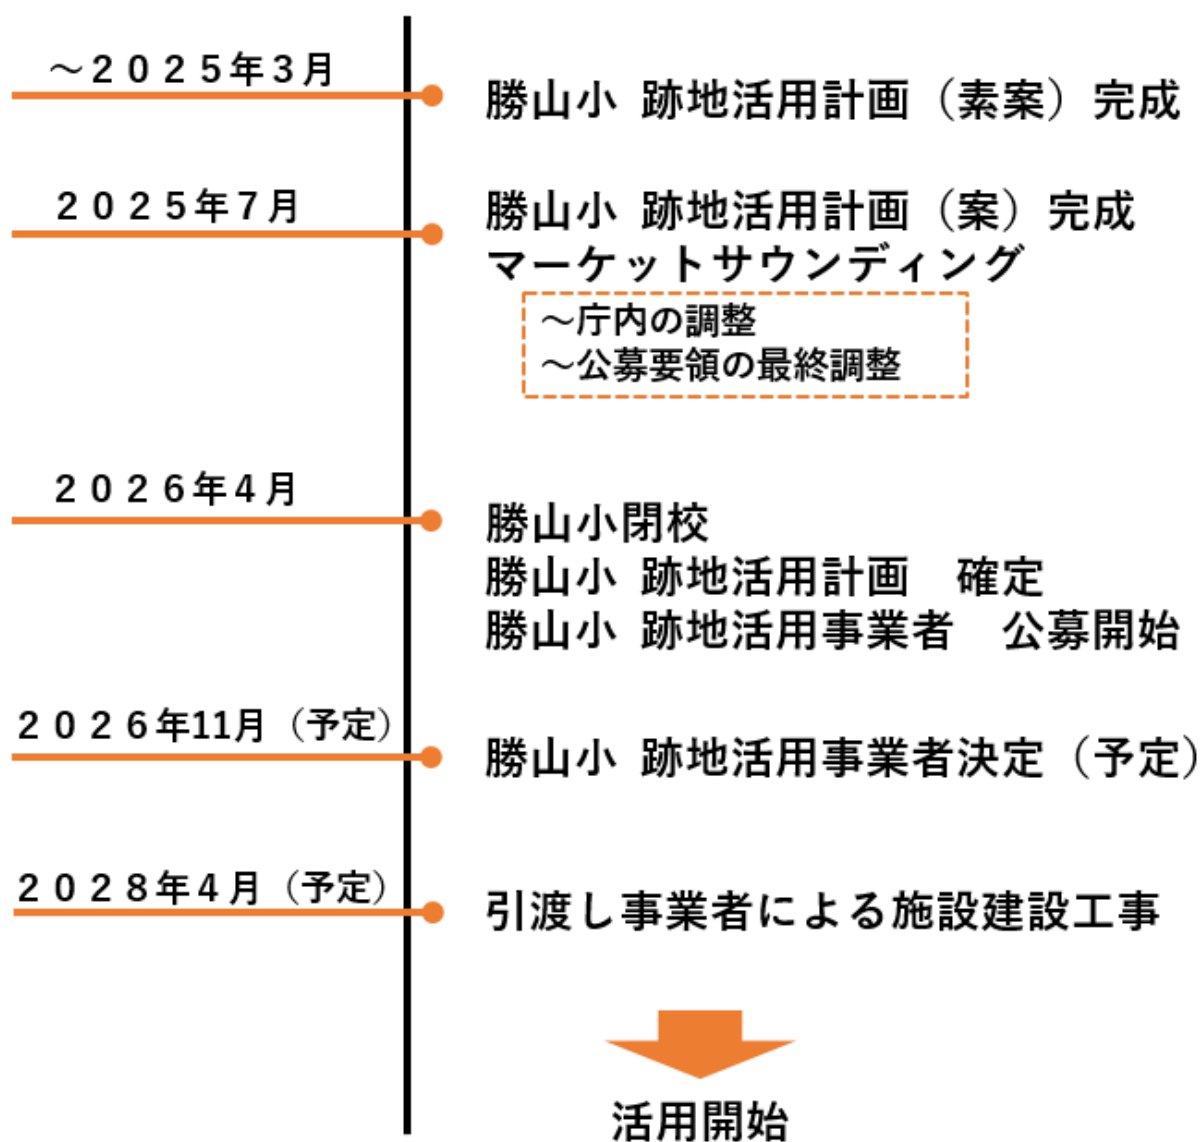 ～２０２５年３月
勝山小 跡地活用計画（素案）完成
２０２５年７月
勝山小 跡地活用計画（案）完成
マーケットサウンディング
～庁内の調整
～公募要領の最終調整
２０２６年４月
勝山小閉校
勝山小 跡地活用計画　確定
勝山小 跡地活用事業者　公募開始
２０２６年11月（予定）
勝山小 跡地活用事業者決定（予定）
２０２８年４月（予定）
引渡し事業者による施設建設工事
活用開始